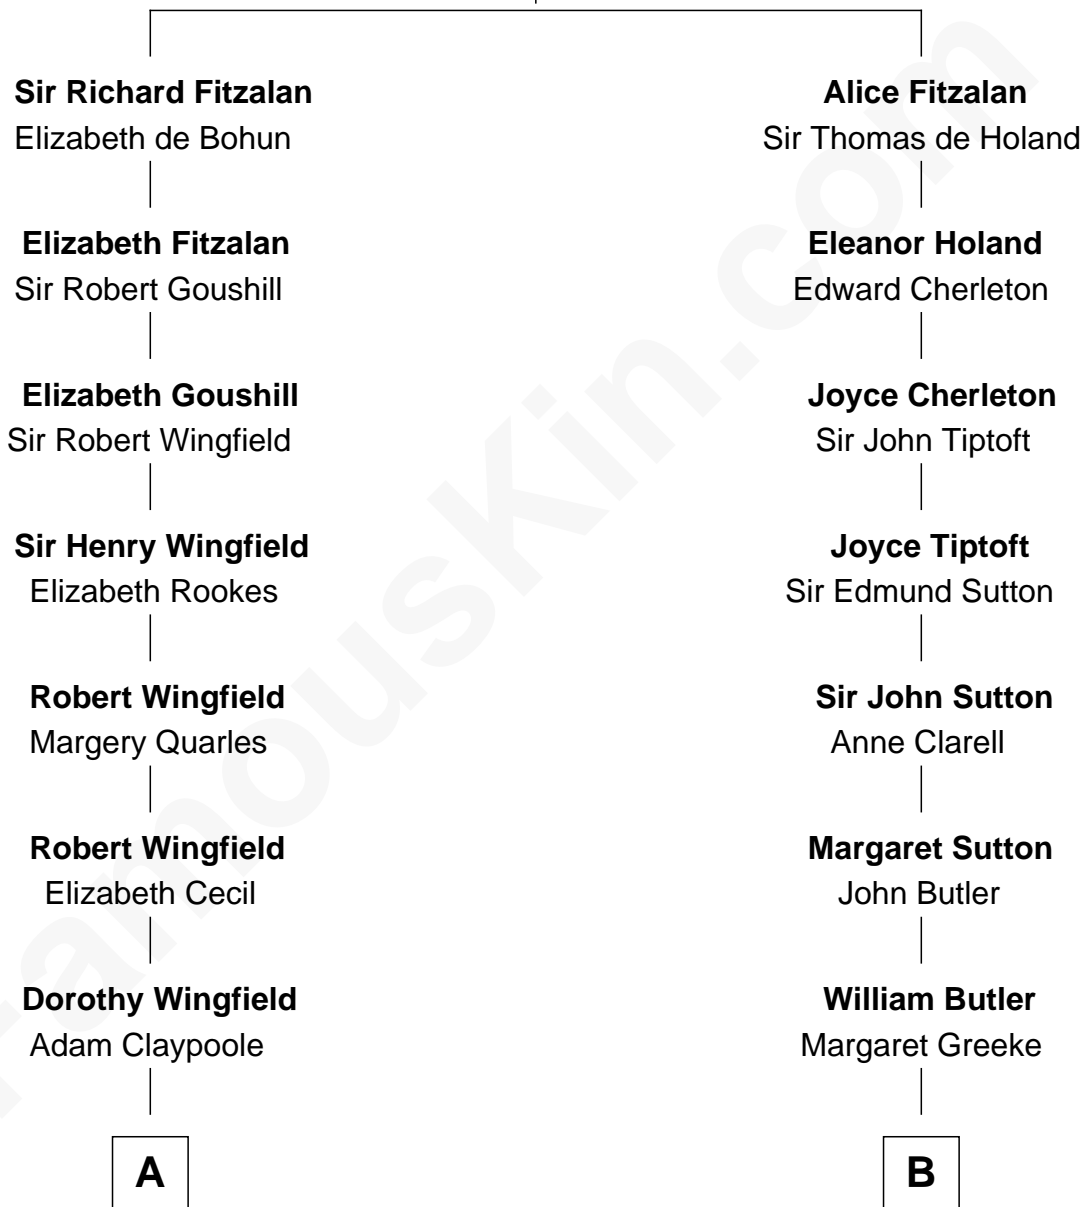 Sir Richard Fitzalan
Elizabeth de Bohun
Elizabeth Fitzalan
Sir Robert Goushill
Elizabeth Goushill
Sir Robert Wingfield
Sir Henry Wingfield
Elizabeth Rookes
Robert Wingfield
Margery Quarles
Robert Wingfield
Elizabeth Cecil
Dorothy Wingfield
Adam Claypoole
A
Alice Fitzalan
Sir Thomas de Holand
Eleanor Holand
Edward Cherleton
Joyce Cherleton
Sir John Tiptoft
Joyce Tiptoft
Sir Edmund Sutton
Sir John Sutton
Anne Clarell
Margaret Sutton
John Butler
William Butler
Margaret Greeke
B
FamousKin.com